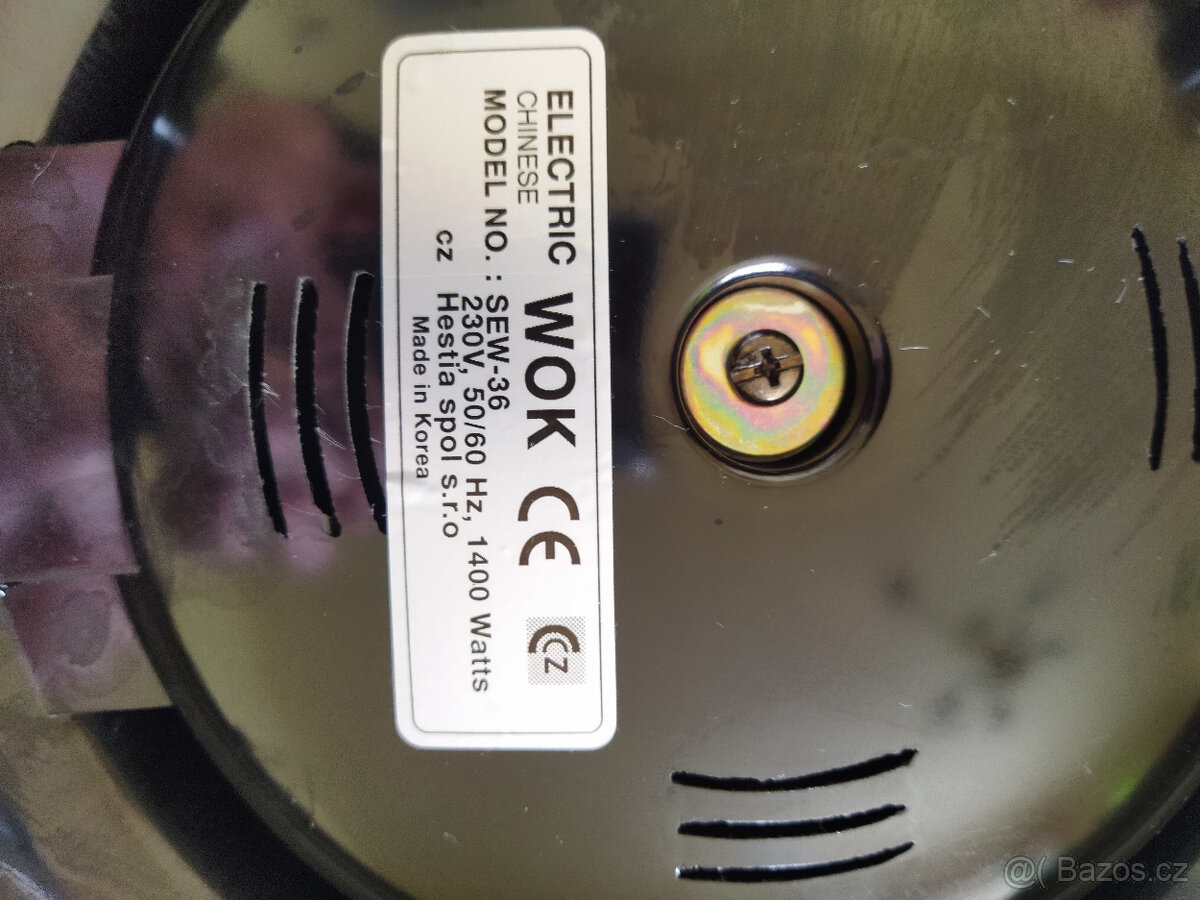 ELECTRIC WOK CE CCZ
CHINESE
MODEL NO. : SEW-36
230V, 50/60 Hz, 1400 Watts
CZ Hestia spol s.r.o
Made in Korea
@( Bazos.cz